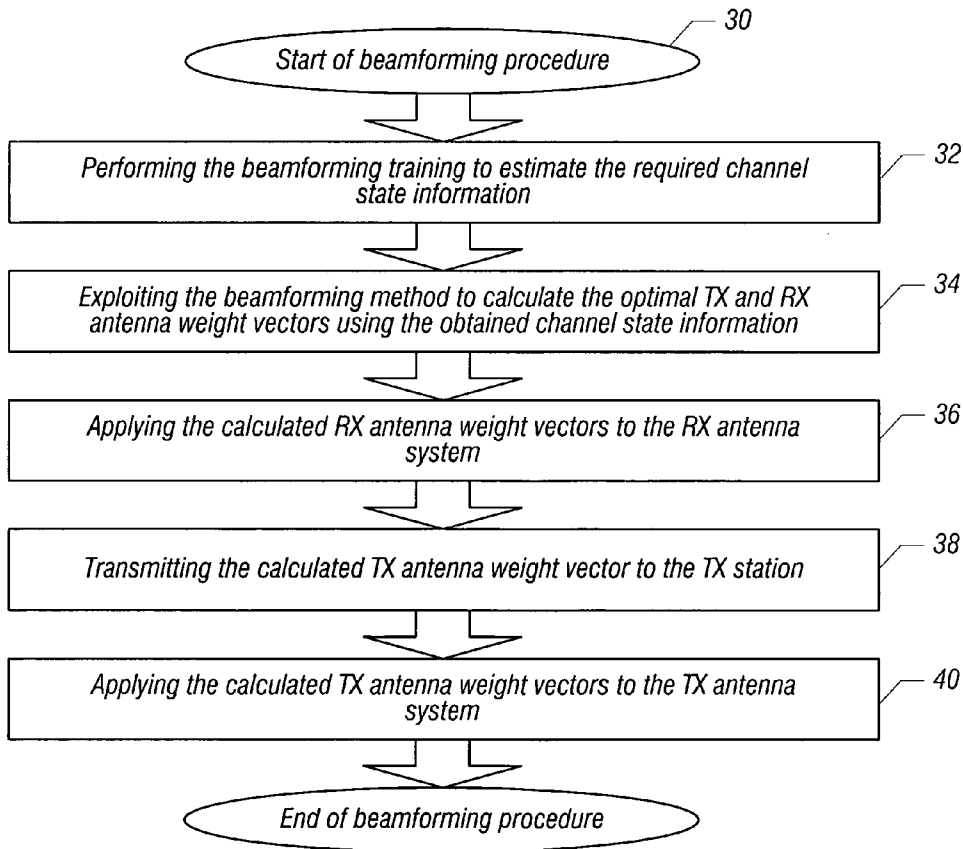 30
Start of beamforming procedure
32
Performing the beamforming training to estimate the required channel
state information
34
Exploiting the beamforming method to calculate the optimal TX and RX
antenna weight vectors using the obtained channel state information
36
Applying the calculated RX antenna weight vectors to the RX antenna
system
38
Transmitting the calculated TX antenna weight vector to the TX station
40
Applying the calculated TX antenna weight vectors to the TX antenna
system
End of beamforming procedure